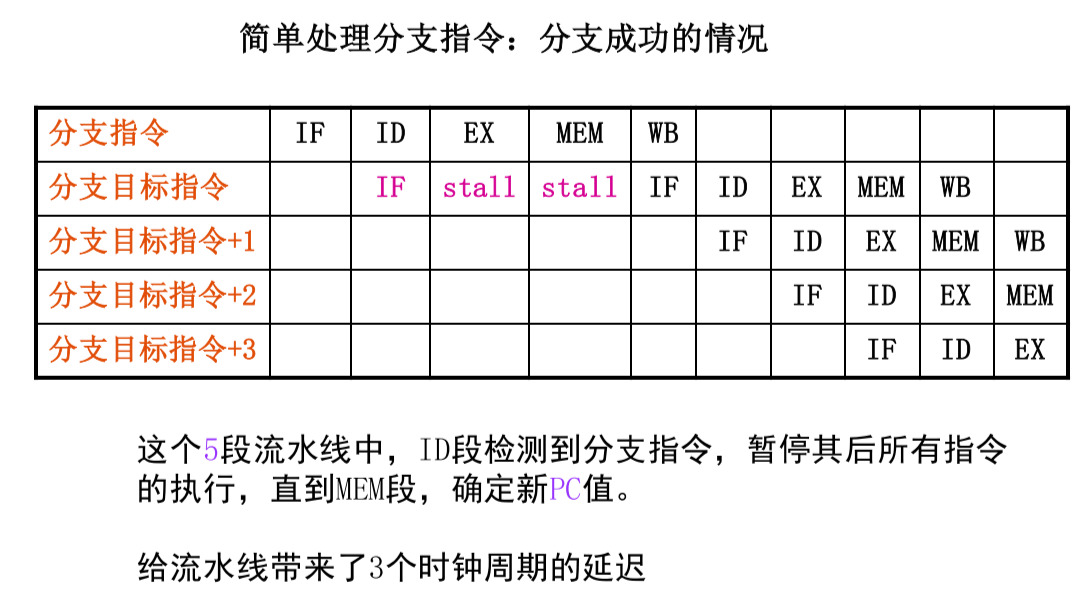 简单处理分支指令：分支成功的情况
分支指令 IF ID EX MEM WB
分支目标指令 IF stall stall IF ID EX MEM WB
分支目标指令+1 IF ID EX MEM WB
分支目标指令+2 IF ID EX MEM
分支目标指令+3 IF ID EX
这个5段流水线中，ID段检测到分支指令，暂停其后所有指令
的执行，直到MEM段，确定新PC值。
给流水线带来了3个时钟周期的延迟